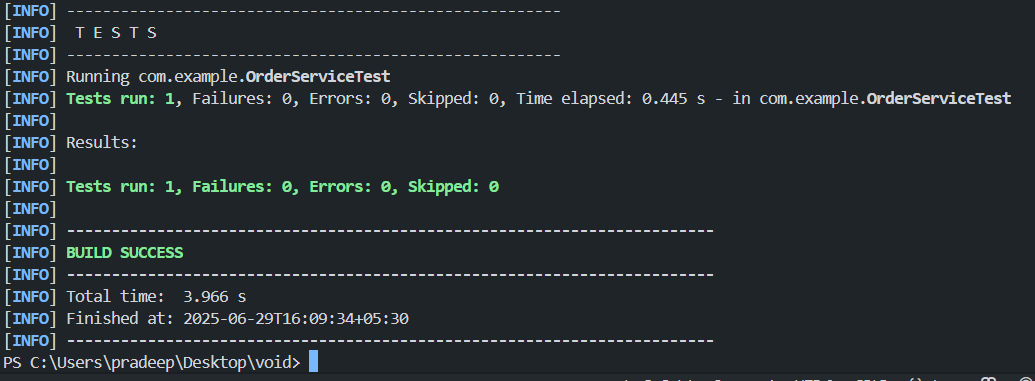 [INFO] -------------------------------------------------------
[INFO]  T E S T S
[INFO] -------------------------------------------------------
[INFO] Running com.example.OrderServiceTest
[INFO] Tests run: 1, Failures: 0, Errors: 0, Skipped: 0, Time elapsed: 0.445 s - in com.example.OrderServiceTest
[INFO]
[INFO] Results:
[INFO]
[INFO] Tests run: 1, Failures: 0, Errors: 0, Skipped: 0
[INFO]
[INFO] ------------------------------------------------------------------------
[INFO] BUILD SUCCESS
[INFO] ------------------------------------------------------------------------
[INFO] Total time:  3.966 s
[INFO] Finished at: 2025-06-29T16:09:34+05:30
[INFO] ------------------------------------------------------------------------
PS C:\Users\pradeep\Desktop\void>